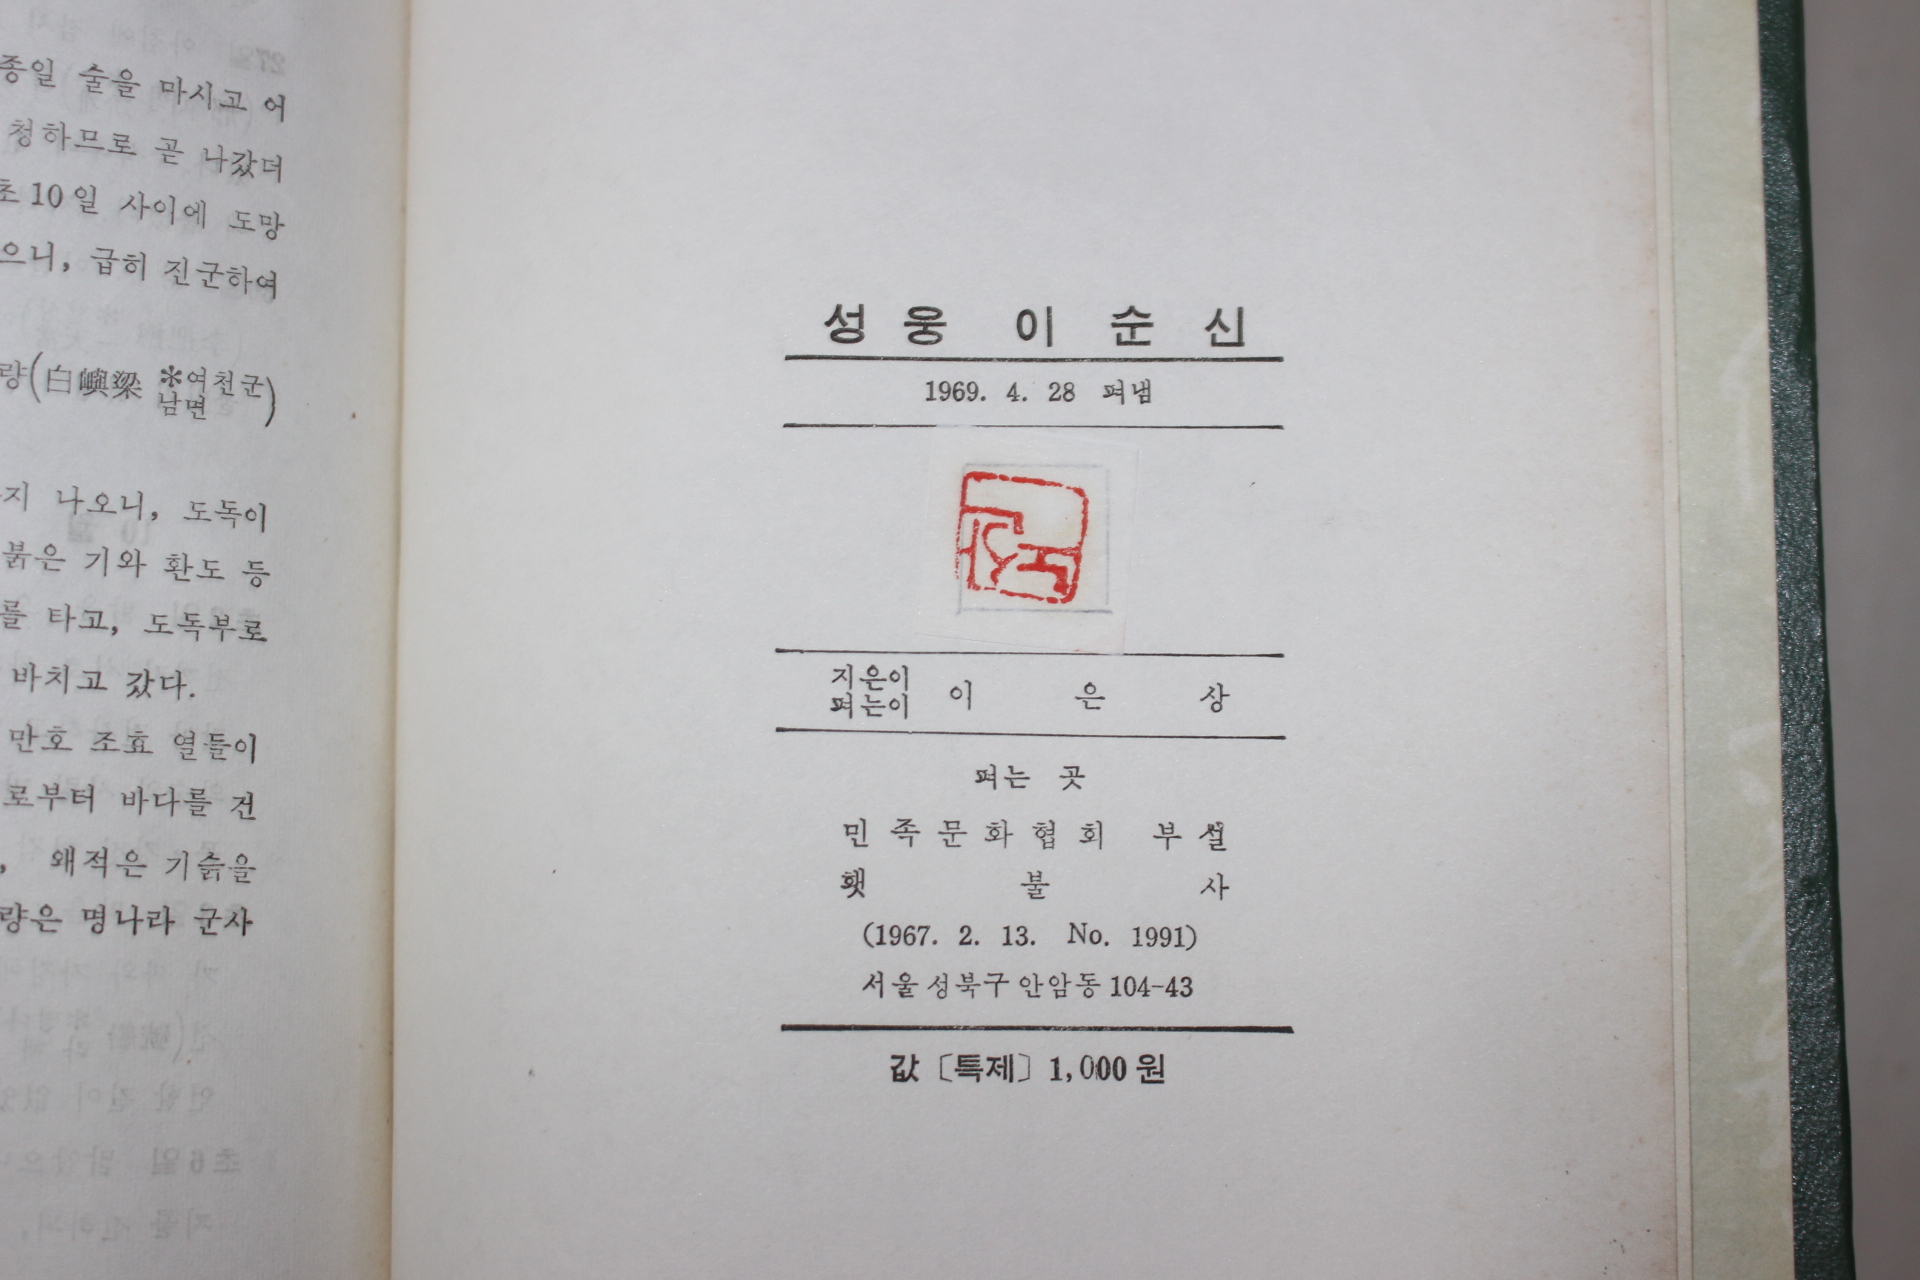 종일 술을 마시고 어
청하므로 곧 나갔더
초 10일 사이에 도망
으니, 급히 진군하여
량(白嶼梁 ✻여천군 남면)
지 나오니, 도독이
붉은 기와 환도 등
를 타고, 도독부로
바치고 갔다.
만호 조효 열들이
로부터 바다를 건
, 왜적은 기슭을
량은 명나라 군사
성웅 이순신
1969. 4. 28 펴냄
지은이
펴는이 이 은 상
펴는 곳
민족문화협회 부설
횃 불 사
(1967. 2. 13. No. 1991)
서울 성북구 안암동 104-43
값〔특제〕1,000원